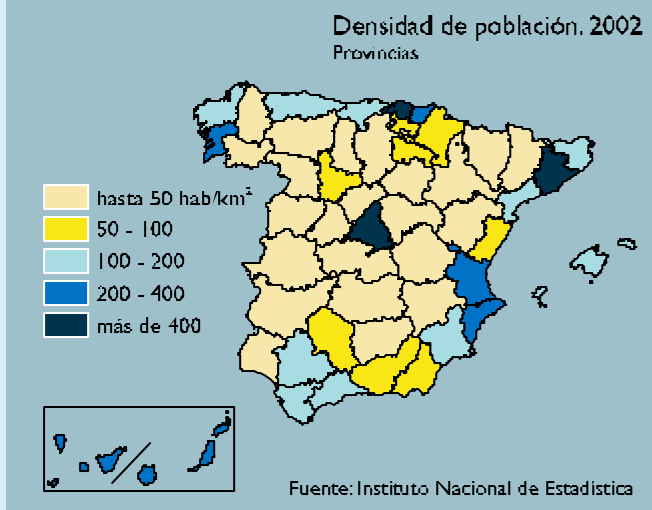 Densidad de población. 2002
Provincias
hasta 50 hab/km²
50 - 100
100 - 200
200 - 400
más de 400
Fuente: Instituto Nacional de Estadística